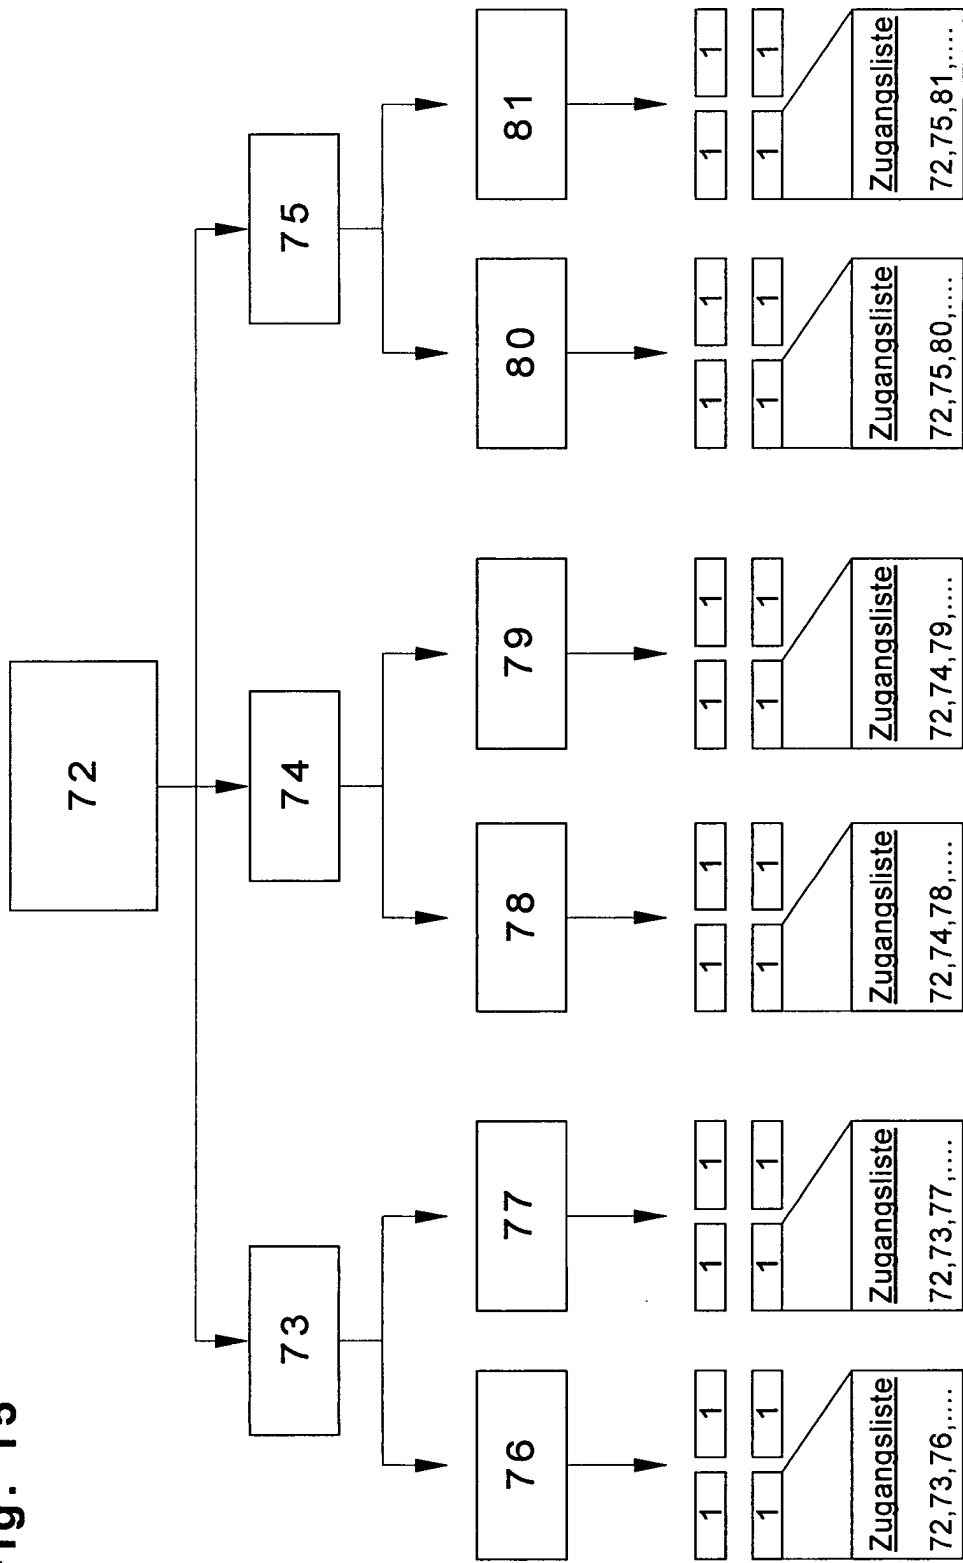 Fig. 15
72
73
74
75
76
77
78
79
80
81
1 1 1 1 1 1 1 1 1 1 1 1
1 1 1 1 1 1 1 1 1 1 1 1
Zugangsliste
72,73,76,....
Zugangsliste
72,73,77,....
Zugangsliste
72,74,78,....
Zugangsliste
72,74,79,....
Zugangsliste
72,75,80,....
Zugangsliste
72,75,81,....